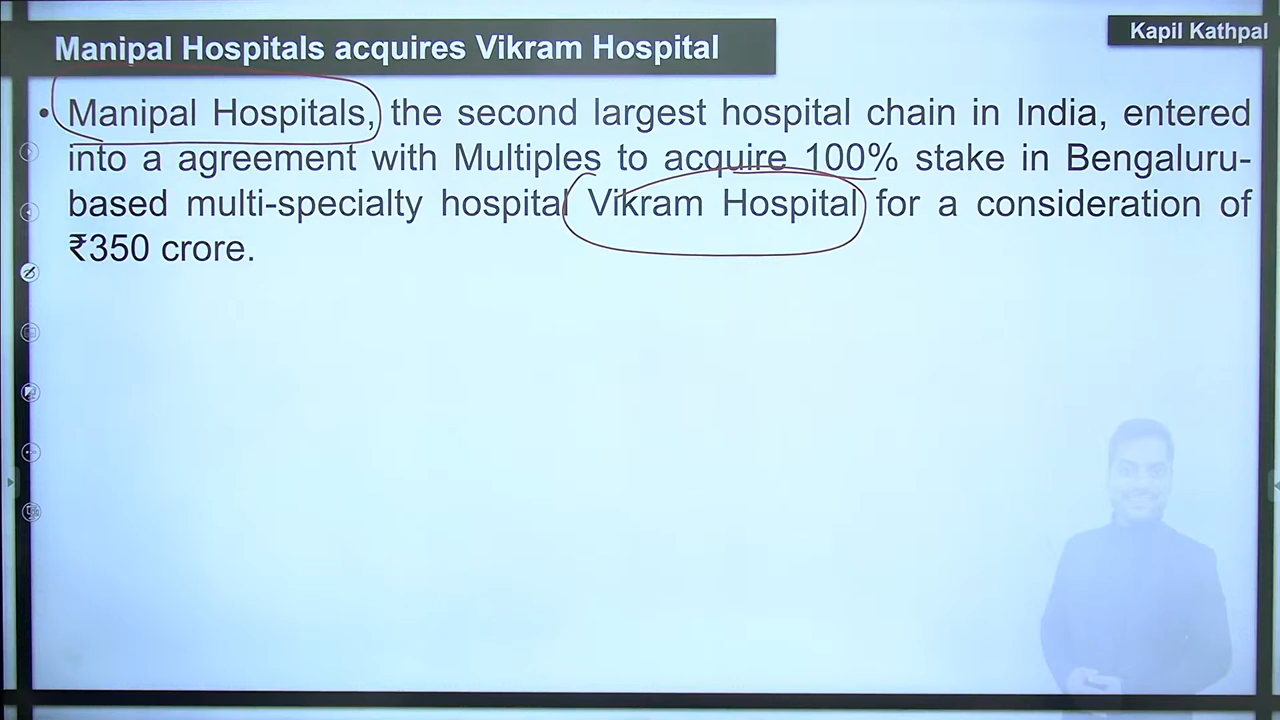 Manipal Hospitals acquires Vikram Hospital
Kapil Kathpal
• Manipal Hospitals, the second largest hospital chain in India, entered
into a agreement with Multiples to acquire 100% stake in Bengaluru-
based multi-specialty hospital Vikram Hospital for a consideration of
₹350 crore.